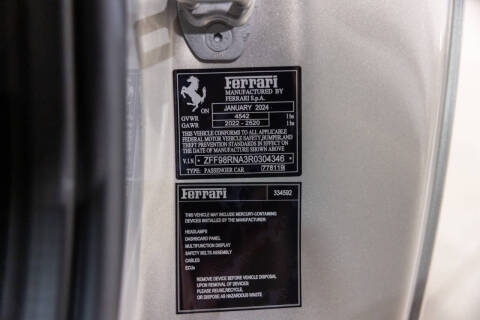 Ferrari
MANUFACTURED BY
FERRARI S.p.A.
ON JANUARY 2024
GVWR 4542 lbs
GAWR 2022 - 2520 lbs
THIS VEHICLE CONFORMS TO ALL APPLICABLE
FEDERAL MOTOR VEHICLE SAFETY, BUMPER, AND
THEFT PREVENTION STANDARDS IN EFFECT ON
THE DATE OF MANUFACTURE SHOWN ABOVE.
V.I.N * ZFF98RNA3R0304346 *
TYPE: PASSENGER CAR 778119
Ferrari 334592
THIS VEHICLE MAY INCLUDE MERCURY-CONTAINING
DEVICES INSTALLED BY THE MANUFACTURER:
HEADLAMPS
DASHBOARD PANEL
MULTIFUNCTION DISPLAY
SAFETY BELTS ASSEMBLY
CABLES
ECUs
REMOVE DEVICES BEFORE VEHICLE DISPOSAL
UPON REMOVAL OF DEVICES
PLEASE REUSE,RECYCLE/
OR DISPOSE AS HAZARDOUS WASTE